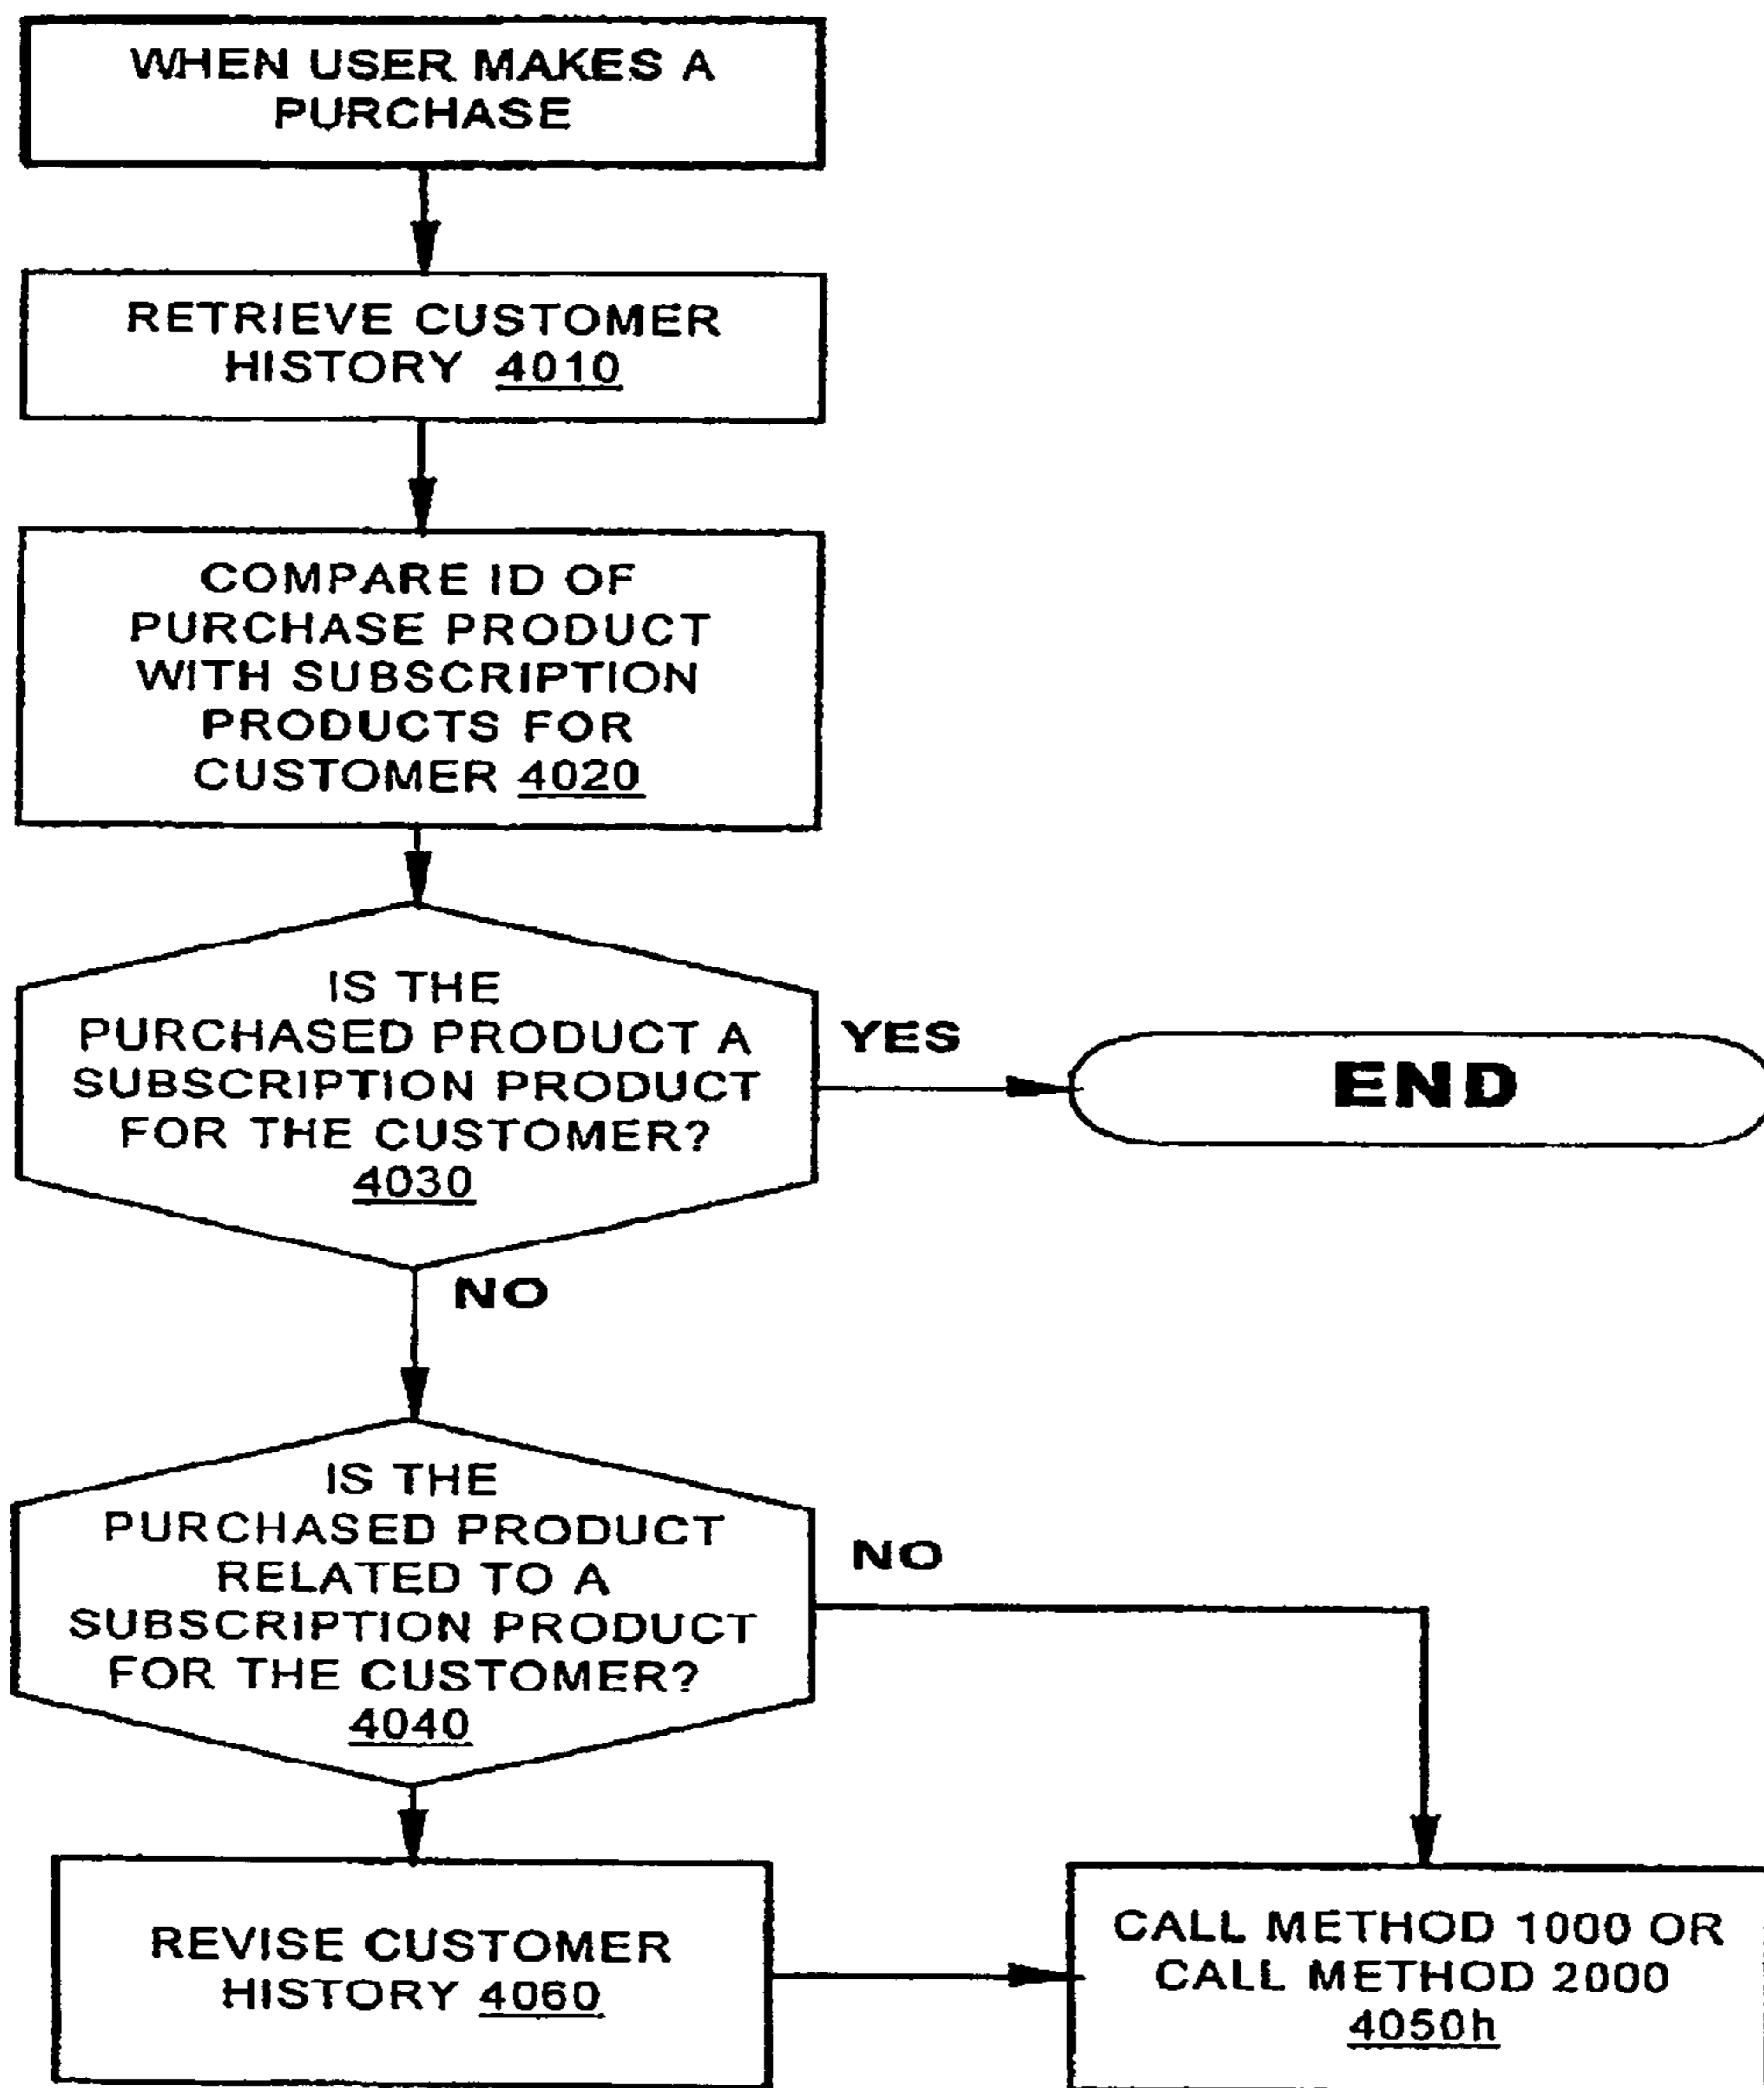 WHEN USER MAKES A
PURCHASE
RETRIEVE CUSTOMER
HISTORY 4010
COMPARE ID OF
PURCHASE PRODUCT
WITH SUBSCRIPTION
PRODUCTS FOR
CUSTOMER 4020
IS THE
PURCHASED PRODUCT A
SUBSCRIPTION PRODUCT
FOR THE CUSTOMER?
4030
YES
END
NO
IS THE
PURCHASED PRODUCT
RELATED TO A
SUBSCRIPTION PRODUCT
FOR THE CUSTOMER?
4040
NO
REVISE CUSTOMER
HISTORY 4060
CALL METHOD 1000 OR
CALL METHOD 2000
4050h